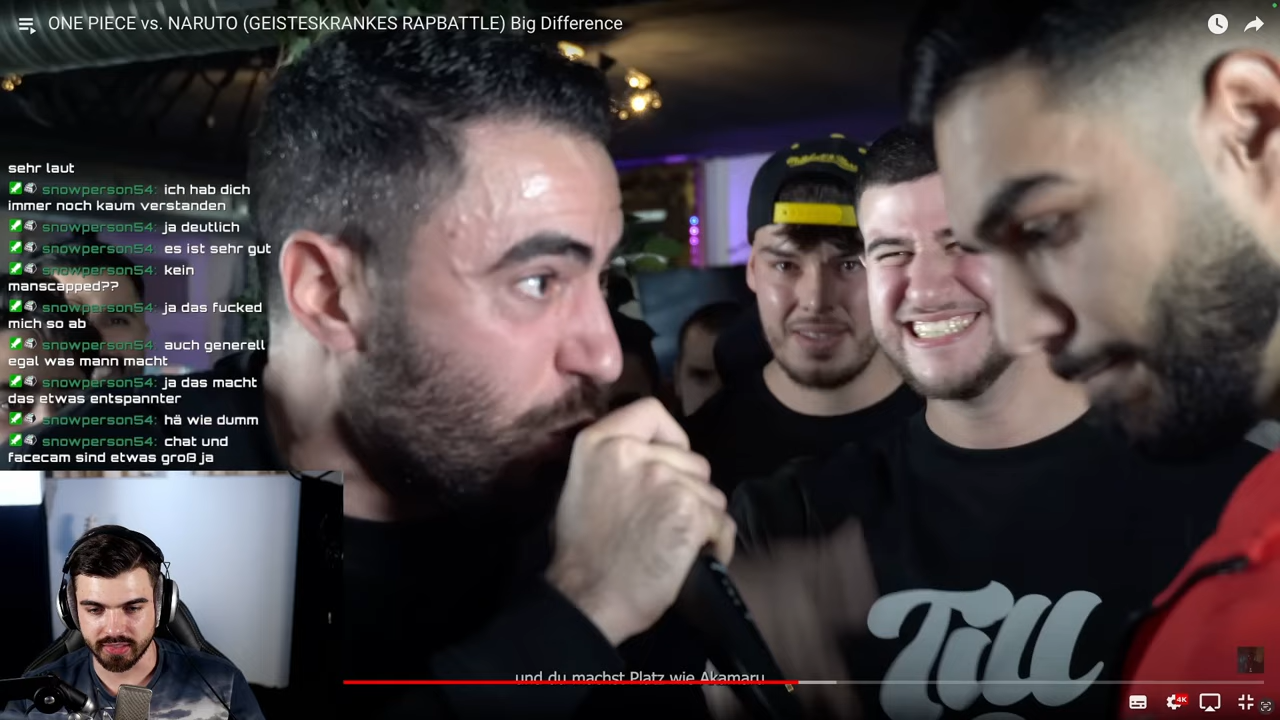 ONE PIECE vs. NARUTO (GEISTESKRANKES RAPBATTLE) Big Difference
sehr laut
snowperson54: ich hab dich
immer noch kaum verstanden
snowperson54: ja deutlich
snowperson54: es ist sehr gut
snowperson54: kein
manscapped??
snowperson54: ja das fucked
mich so ab
snowperson54: auch generell
egal was mann macht
snowperson54: ja das macht
das etwas entspannter
snowperson54: hä wie dumm
snowperson54: chat und
facecam sind etwas groß ja
Till
und du machst Platz wie Akamaru
4K